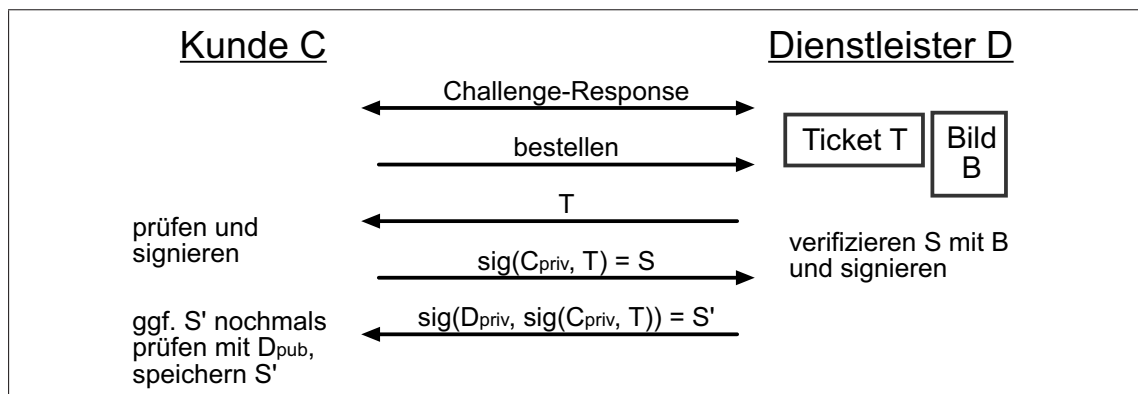 Kunde C
Dienstleister D
Challenge-Response
Ticket T
Bild
B
bestellen
T
prüfen und
signieren
verifizieren S mit B
und signieren
sig(Cpriv, T) = S
sig(Dpriv, sig(Cpriv, T)) = S'
ggf. S' nochmals
prüfen mit Dpub,
speichern S'